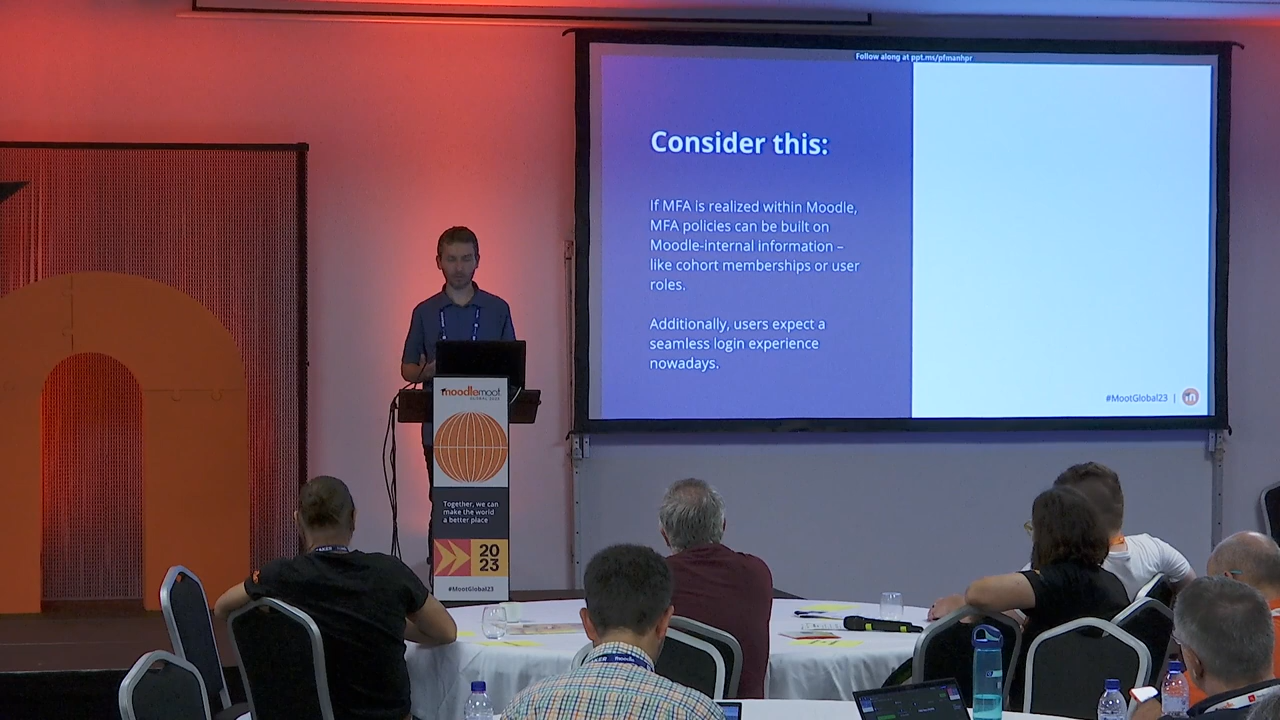 Follow along at ppt.ms/pfmanhpr
Consider this:
If MFA is realized within Moodle,
MFA policies can be built on
Moodle-internal information –
like cohort memberships or user
roles.
Additionally, users expect a
seamless login experience
nowadays.
#MootGlobal23 |
moodlemoot
GLOBAL 2023
Together, we can
make the world
a better place
20
23
#MootGlobal23